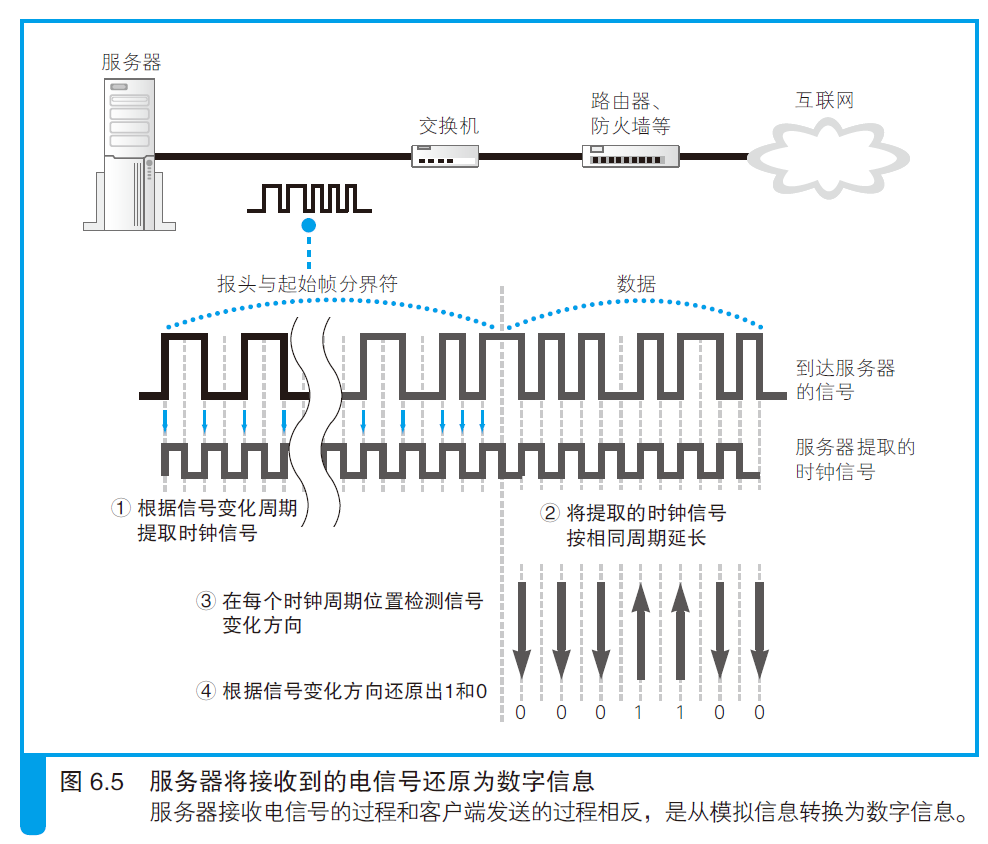 服务器
交换机
路由器、
防火墙等
互联网
报头与起始帧分界符
数据
到达服务器
的信号
服务器提取的
时钟信号
① 根据信号变化周期
提取时钟信号
② 将提取的时钟信号
按相同周期延长
③ 在每个时钟周期位置检测信号
变化方向
④ 根据信号变化方向还原出1和0
0 0 0 1 1 0 0
图 6.5 服务器将接收到的电信号还原为数字信息
服务器接收电信号的过程和客户端发送的过程相反，是从模拟信息转换为数字信息。